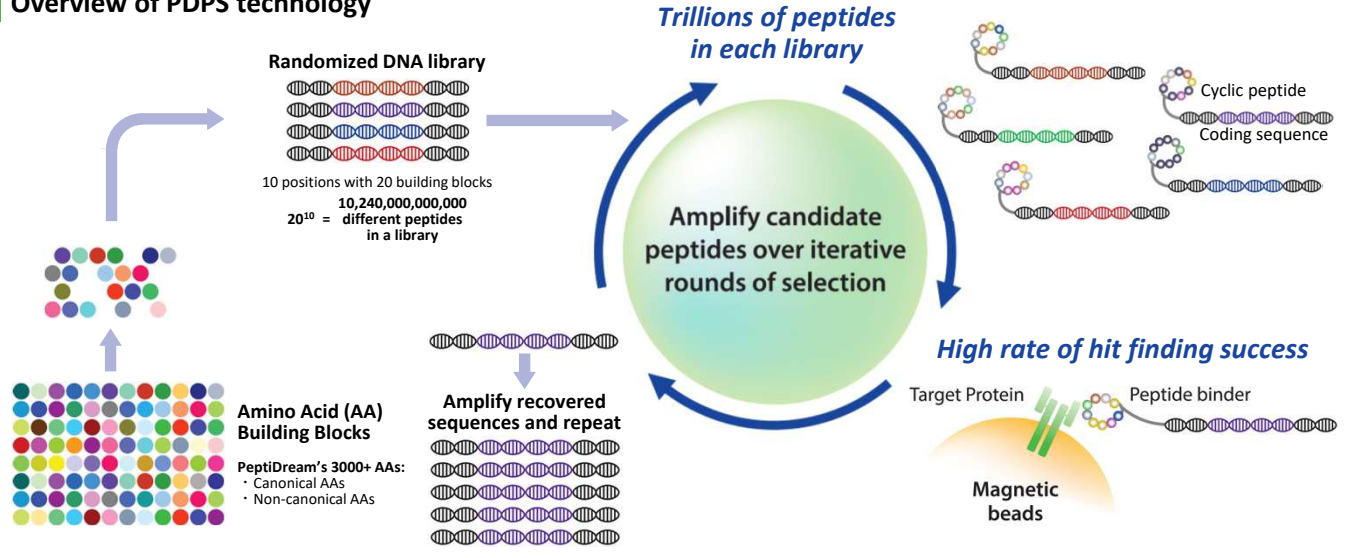 Overview of PDPS technology
Trillions of peptides
in each library
Randomized DNA library
10 positions with 20 building blocks
10,240,000,000,000
20¹⁰ = different peptides
in a library
Cyclic peptide
Coding sequence
Amplify candidate
peptides over iterative
rounds of selection
High rate of hit finding success
Target Protein
Peptide binder
Magnetic
beads
Amplify recovered
sequences and repeat
Amino Acid (AA)
Building Blocks
PeptiDream's 3000+ AAs:
・Canonical AAs
・Non-canonical AAs